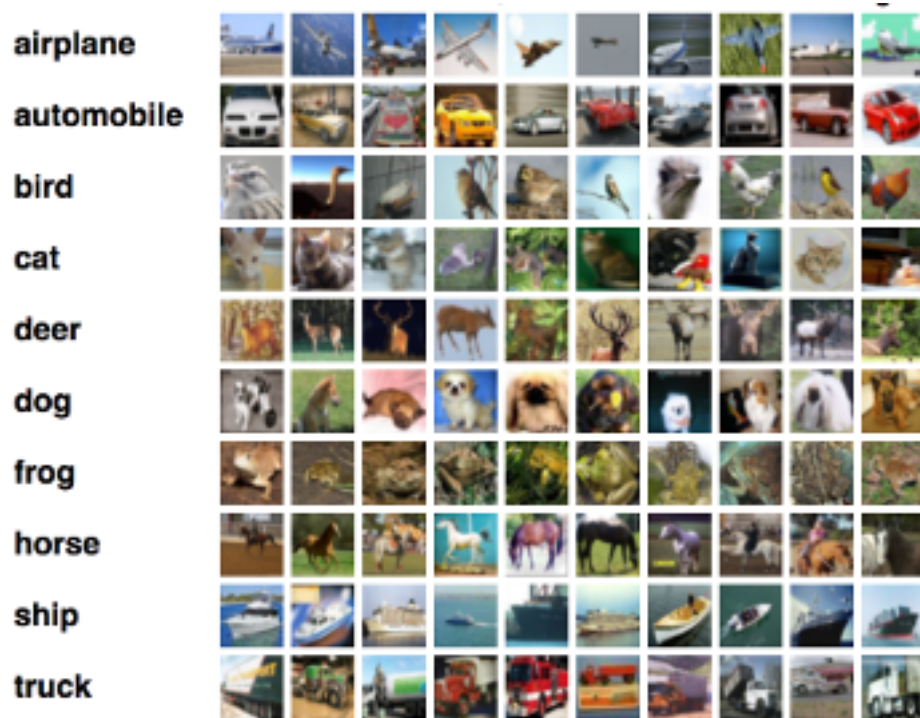 airplane
automobile
bird
cat
deer
dog
frog
horse
ship
truck